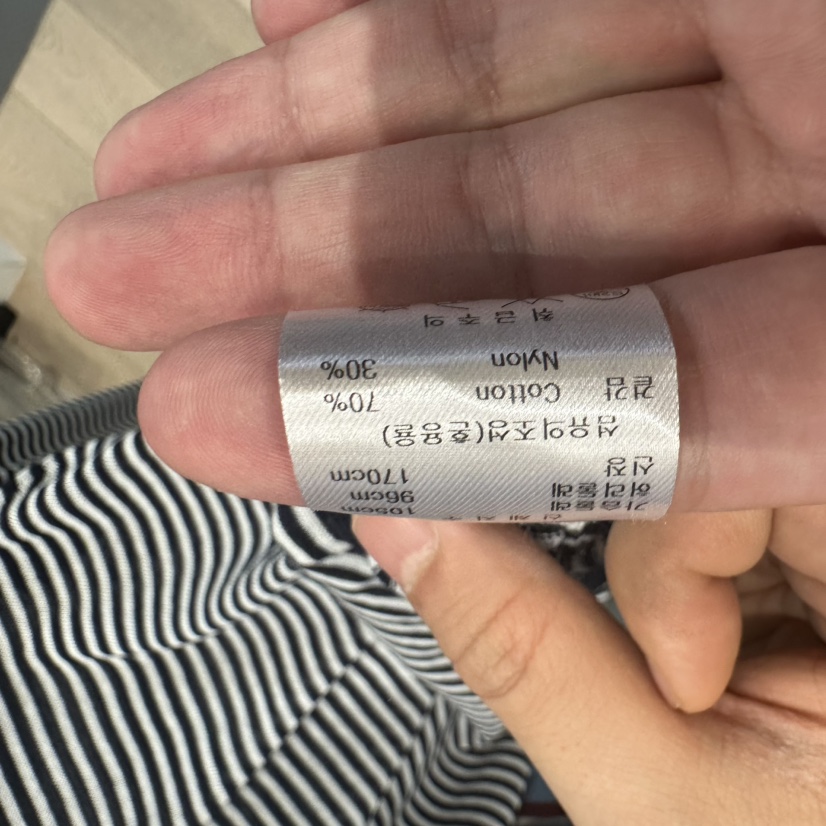 가슴둘레 105cm
허리둘레 96cm
신장 170cm
섬유의조성(혼용율)
겉감 Cotton 70%
Nylon 30%
취급주의